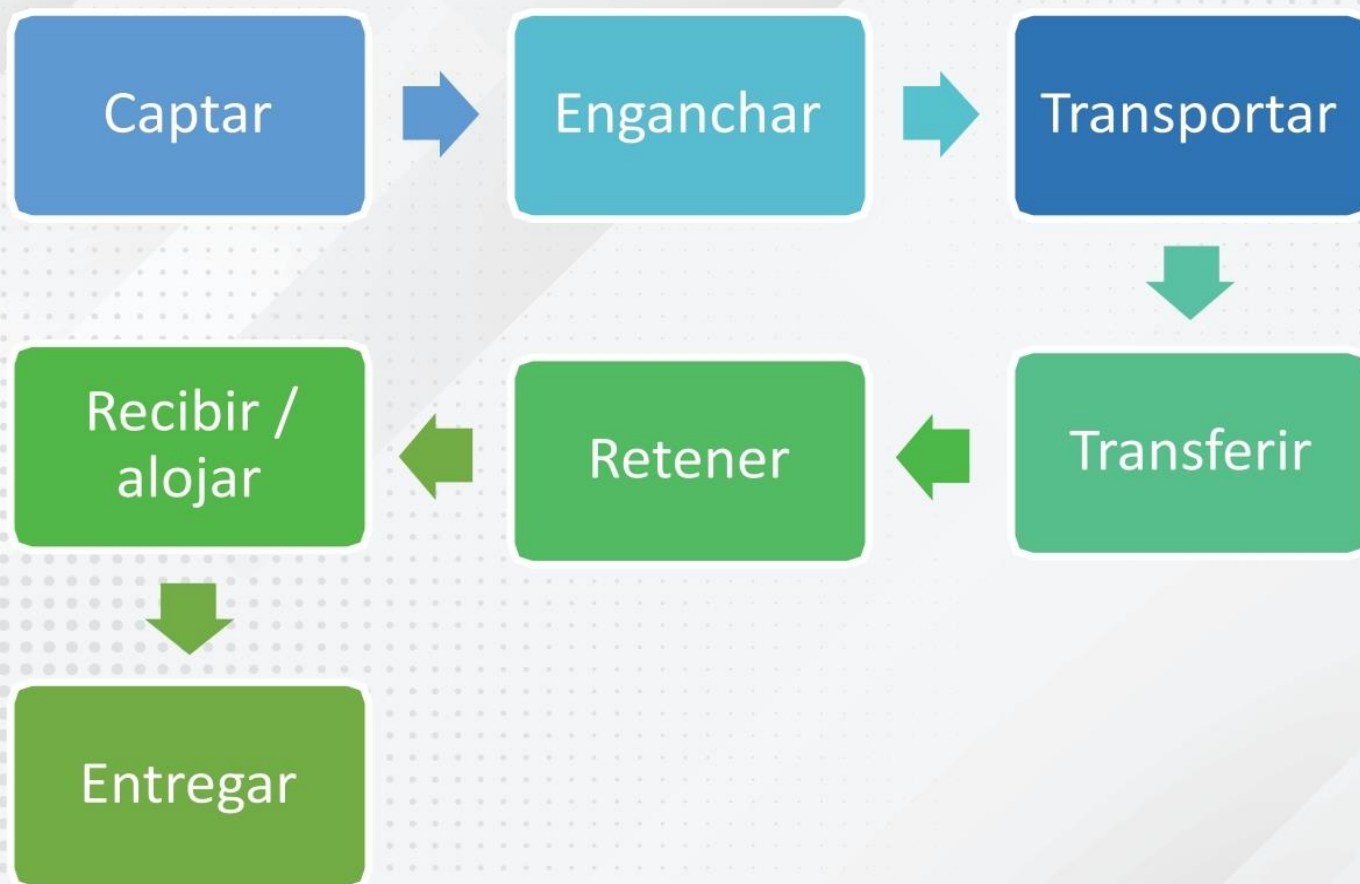 Captar
Enganchar
Transportar
Transferir
Retener
Recibir /
alojar
Entregar